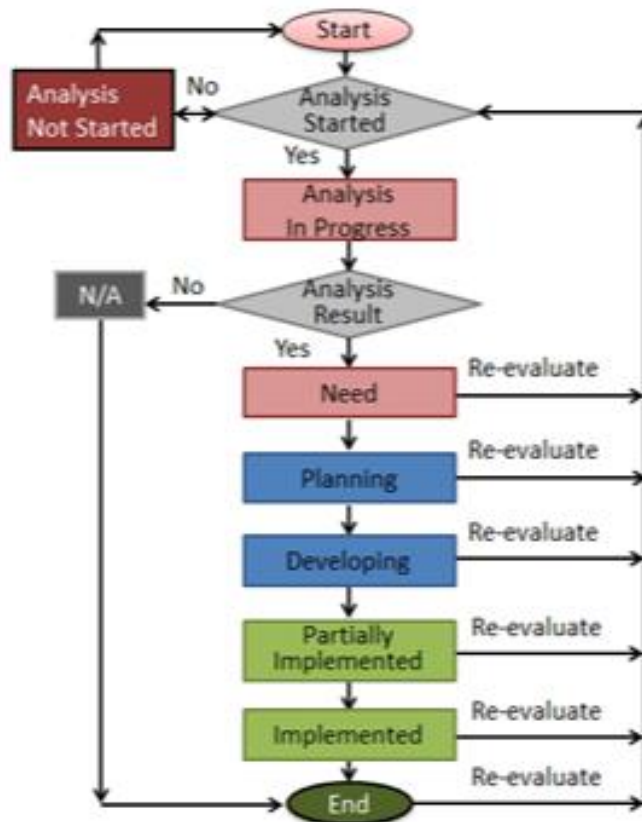 Start
Analysis
Not Started
No
Analysis
Started
Yes
Analysis
In Progress
N/A
No
Analysis
Result
Yes
Need
Re-evaluate
Planning
Re-evaluate
Developing
Re-evaluate
Partially
Implemented
Re-evaluate
Implemented
Re-evaluate
End
Re-evaluate